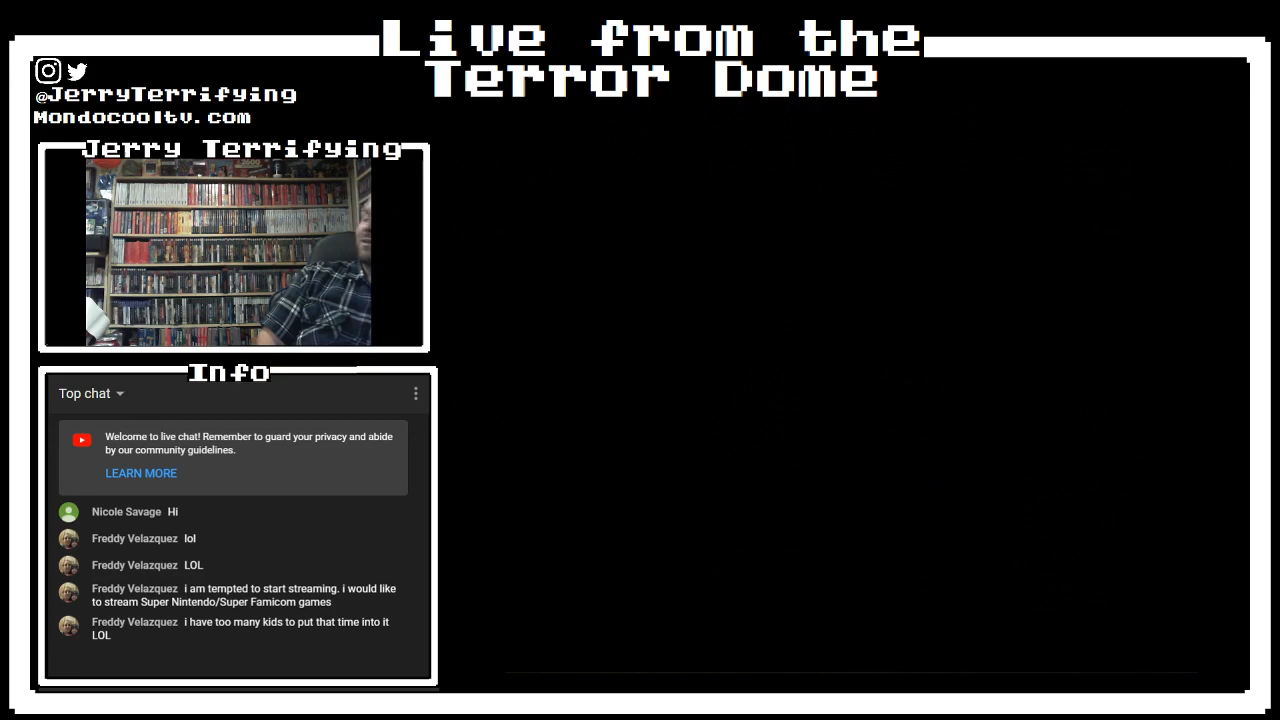 Live from the
Terror Dome
@JerryTerrifying
Mondocooltv.com
Jerry Terrifying
Info
Top chat
Welcome to live chat! Remember to guard your privacy and abide
by our community guidelines.
LEARN MORE
Nicole Savage Hi
Freddy Velazquez lol
Freddy Velazquez LOL
Freddy Velazquez i am tempted to start streaming. i would like
to stream Super Nintendo/Super Famicom games
Freddy Velazquez i have too many kids to put that time into it
LOL